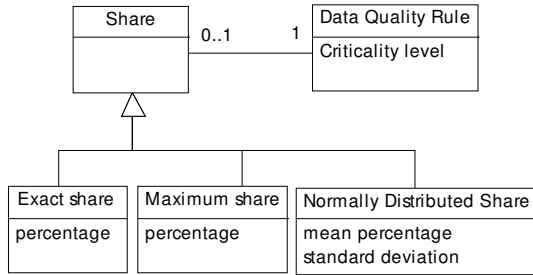 Share
0..1
1
Data Quality Rule
Criticality level
Exact share
percentage
Maximum share
percentage
Normally Distributed Share
mean percentage
standard deviation